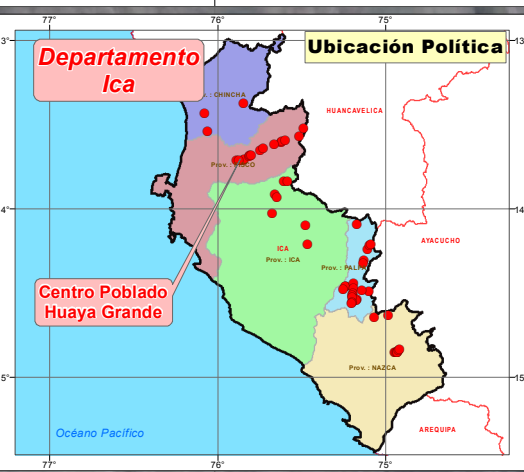 77°
76°
75°
13°
3°
Departamento
Ica
Ubicación Política
: CHINCHA
HUANCAVELICA
Prov. :
4°
14°
AYACUCHO
ICA
Prov. : ICA
Prov. : PALPA
Centro Poblado
Huaya Grande
5°
15°
Prov. : NAZCA
Océano Pacífico
AREQUIPA
77°
76°
75°